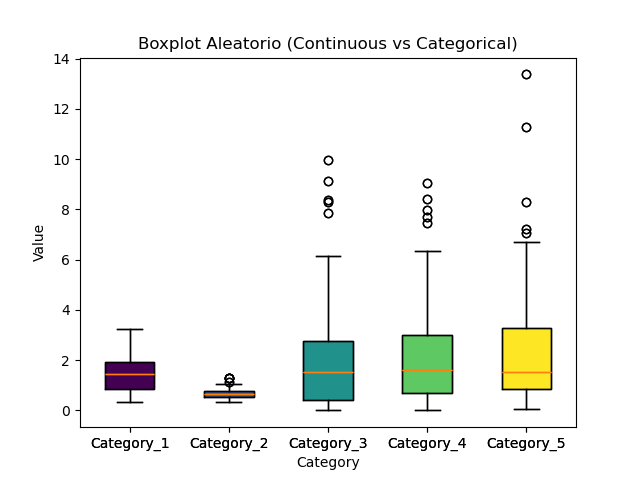 Boxplot Aleatorio (Continuous vs Categorical)
14
12
10
8
6
4
2
0
Value
Category_1 Category_2 Category_3 Category_4 Category_5
Category